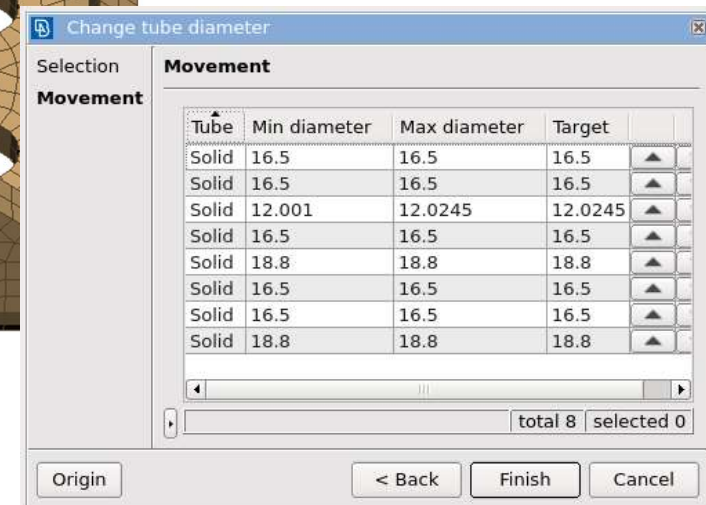 Change tube diameter
Selection
Movement
Movement
Tube Min diameter Max diameter Target
Solid 16.5 16.5 16.5
Solid 16.5 16.5 16.5
Solid 12.001 12.0245 12.0245
Solid 16.5 16.5 16.5
Solid 18.8 18.8 18.8
Solid 16.5 16.5 16.5
Solid 16.5 16.5 16.5
Solid 18.8 18.8 18.8
total 8 selected 0
Origin < Back Finish Cancel